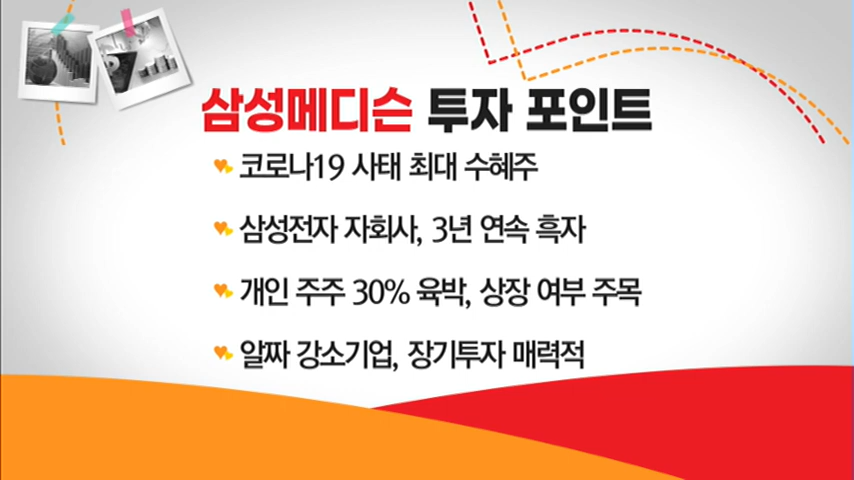 삼성메디슨 투자 포인트
코로나19 사태 최대 수혜주
삼성전자 자회사, 3년 연속 흑자
개인 주주 30% 육박, 상장 여부 주목
알짜 강소기업, 장기투자 매력적